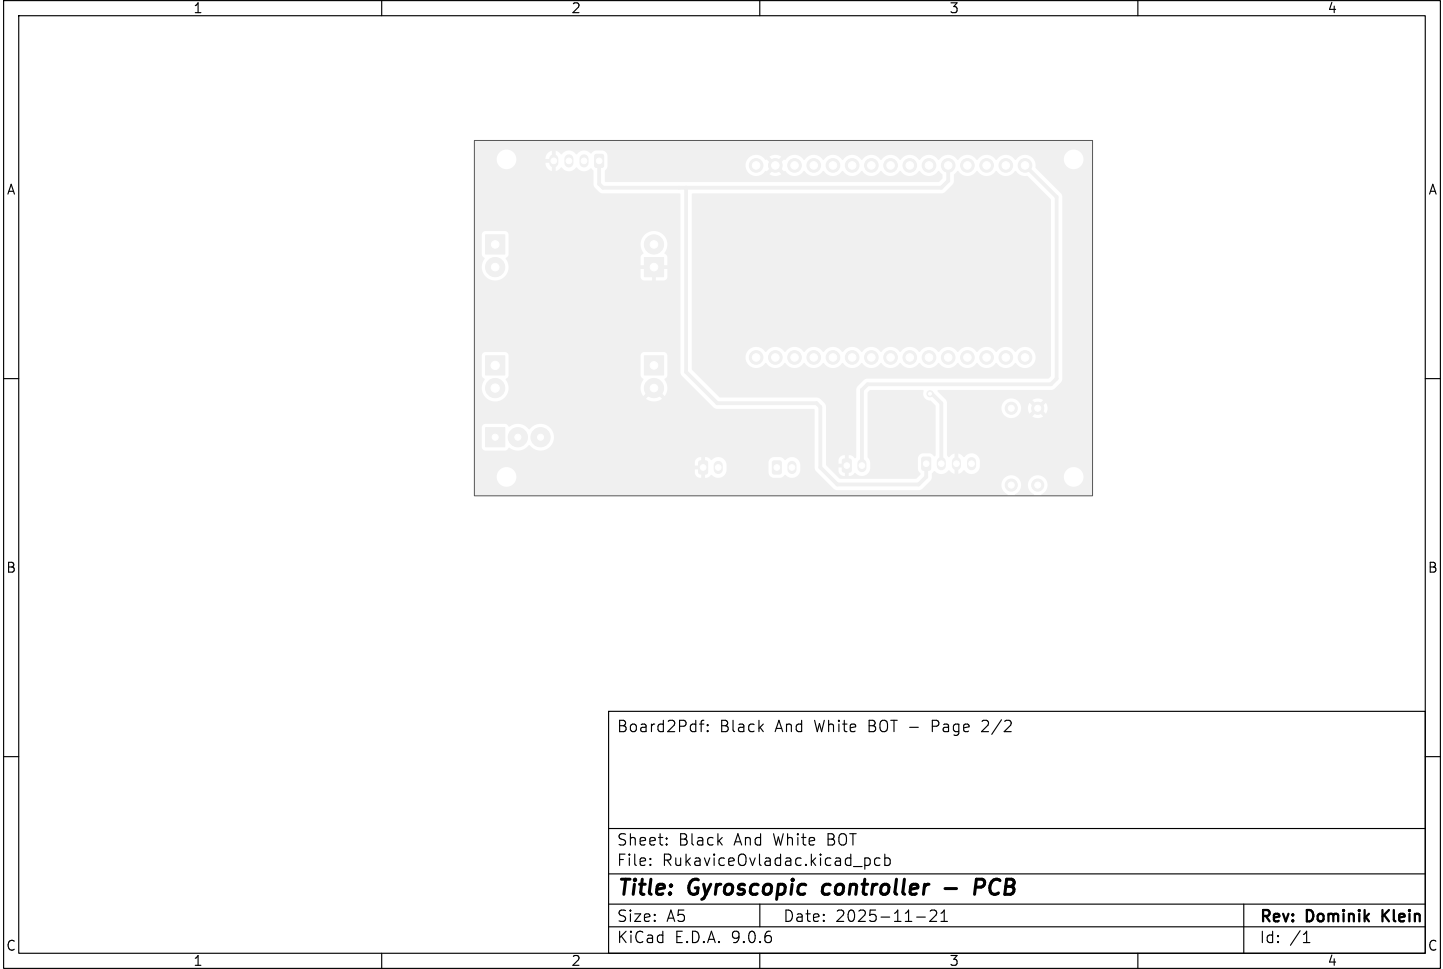 1 2 3 4
A A
B B
C C
Board2Pdf: Black And White BOT – Page 2/2
Sheet: Black And White BOT
File: RukaviceOvladac.kicad_pcb
Title: Gyroscopic controller – PCB
Size: A5 Date: 2025–11–21 Rev: Dominik Klein
KiCad E.D.A. 9.0.6 Id: /1
1 2 3 4